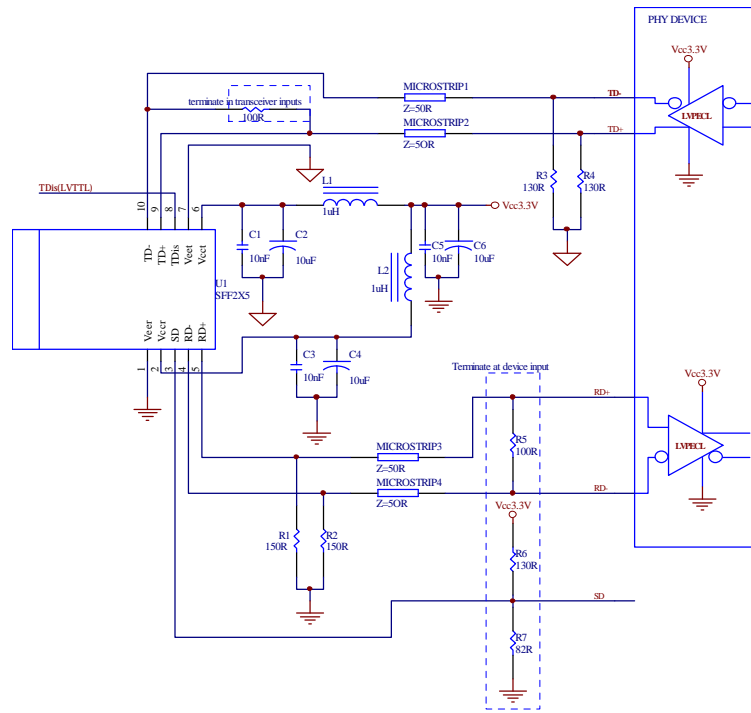 PHY DEVICE
Vcc3.3V
MICROSTRIP1
TD-
terminate in transceiver inputs
Z=50R
LVPECL
100R
MICROSTRIP2
TD+
Z=5OR
R3
130R
R4
130R
L1
TDis(LVTTL)
10
9
8
7
6
1uH
Vcc3.3V
TD-
TD+
TDis
Veet
Vcct
C1
10nF
C2
10uF
C5
10nF
C6
10uF
L2
1uH
U1
SFF2X5
Veer
Vccr
SD
RD-
RD+
1
2
3
4
5
C3
10nF
C4
10uF
Terminate at device input
Vcc3.3V
RD+
MICROSTRIP3
Z=50R
R5
100R
LVPECL
MICROSTRIP4
Z=5OR
RD-
Vcc3.3V
R1
150R
R2
150R
R6
130R
SD
R7
82R